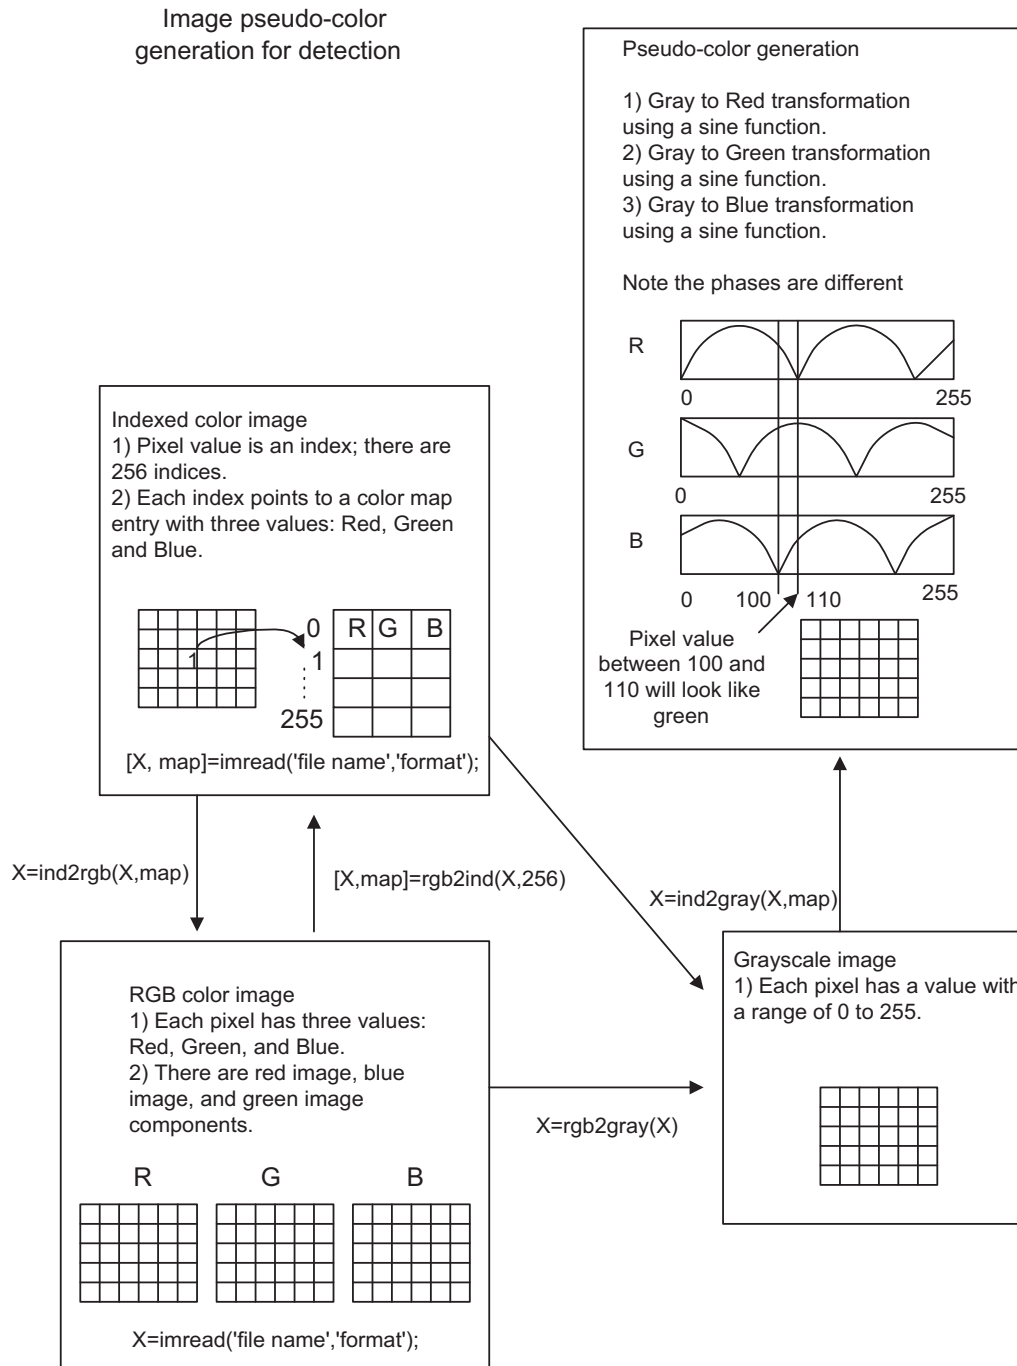 Image pseudo-color
generation for detection
Pseudo-color generation
1) Gray to Red transformation
using a sine function.
2) Gray to Green transformation
using a sine function.
3) Gray to Blue transformation
using a sine function.
Note the phases are different
R
0 255
G
0 255
B
0 100 110 255
Pixel value
between 100 and
110 will look like
green
Indexed color image
1) Pixel value is an index; there are
256 indices.
2) Each index points to a color map
entry with three values: Red, Green
and Blue.
0 R G B
1 1
255
[X, map]=imread('file name','format');
X=ind2rgb(X,map)
[X,map]=rgb2ind(X,256)
X=ind2gray(X,map)
RGB color image
1) Each pixel has three values:
Red, Green, and Blue.
2) There are red image, blue
image, and green image
components.
R G B
X=imread('file name','format');
X=rgb2gray(X)
Grayscale image
1) Each pixel has a value with
a range of 0 to 255.